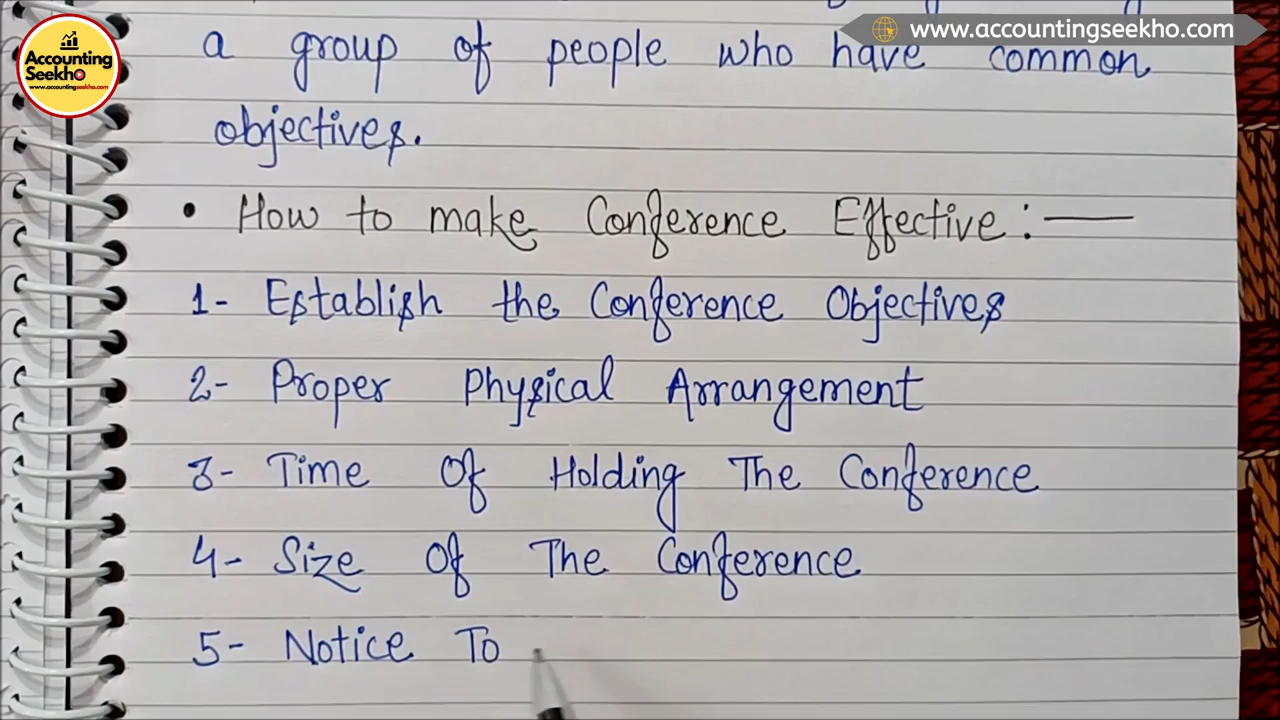 www.accountingseekho.com
Accounting
Seekho
www.accountingseekho.com
a group of people who have common
objectives.
• How to make Conference Effective :—
1- Establish the Conference Objectives
2- Proper Physical Arrangement
3- Time Of Holding The Conference
4- Size Of The Conference
5- Notice To